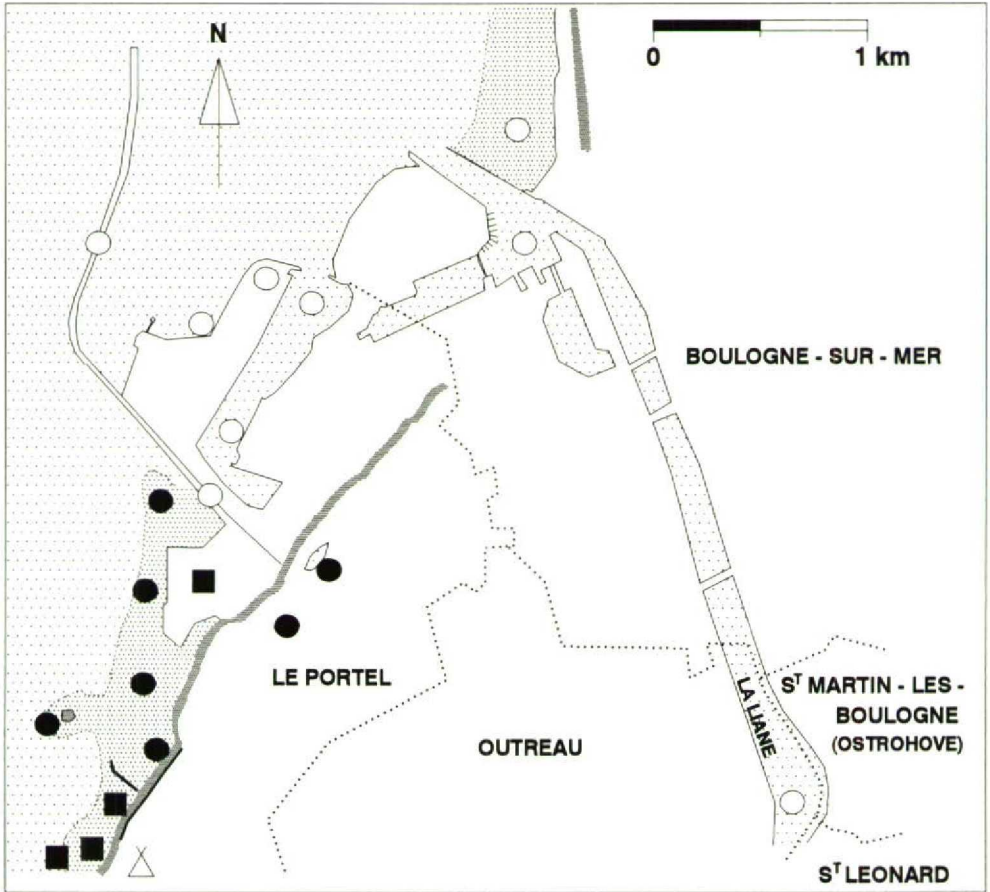 N
0 1 km
BOULOGNE - SUR - MER
LE PORTEL
Sᵀ MARTIN - LES -
BOULOGNE
(OSTROHOVE)
LA LIANE
OUTREAU
Sᵀ LEONARD